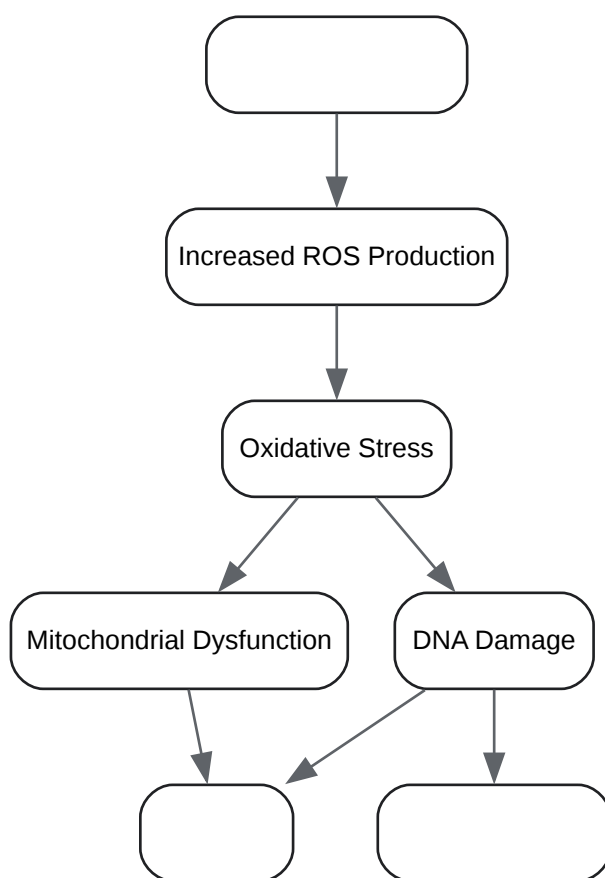 Increased ROS Production
Oxidative Stress
Mitochondrial Dysfunction
DNA Damage